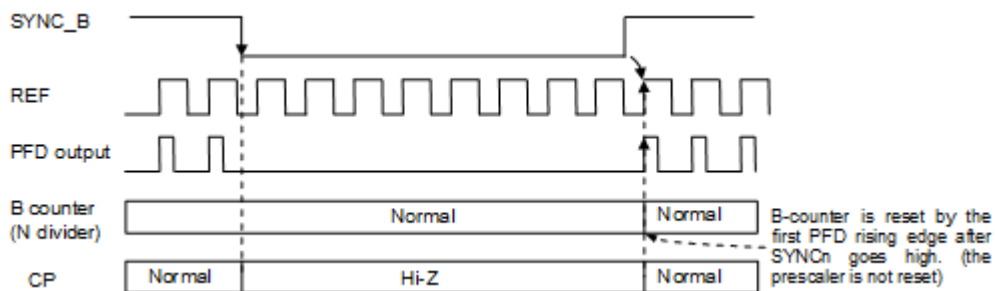 SYNC_B
REF
PFD output
B counter
(N divider)
Normal
Normal
B-counter is reset by the
first PFD rising edge after
SYNCn goes high. (the
prescaler is not reset)
CP
Normal
Hi-Z
Normal